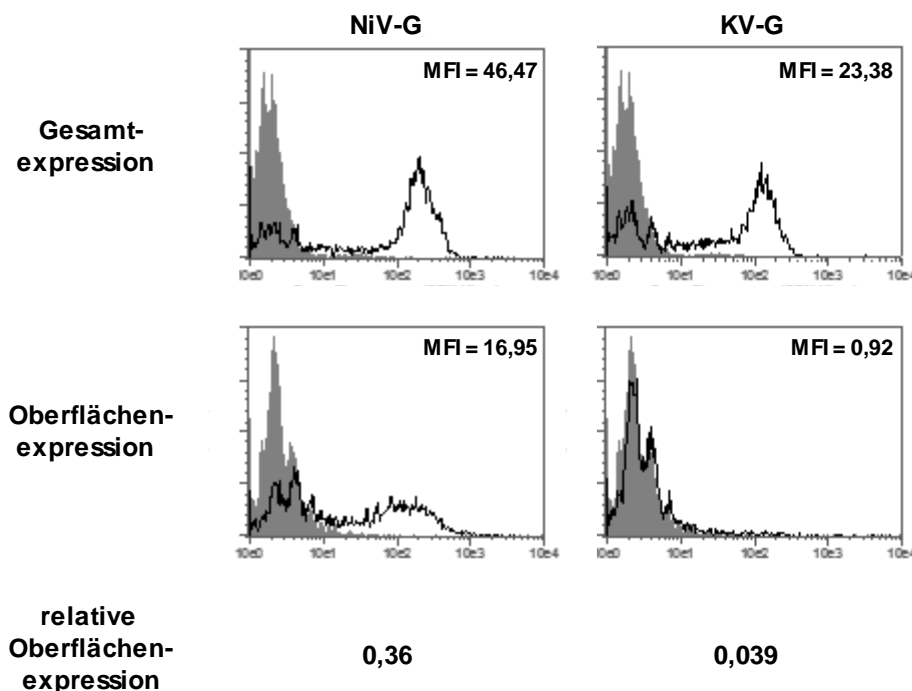 NiV-G KV-G
MFI = 46,47 MFI = 23,38
Gesamt-
expression
10e0 10e1 10e2 10e3 10e4 10e0 10e1 10e2 10e3 10e4
MFI = 16,95 MFI = 0,92
Oberflächen-
expression
10e0 10e1 10e2 10e3 10e4 10e0 10e1 10e2 10e3 10e4
relative
Oberflächen-
expression
0,36 0,039